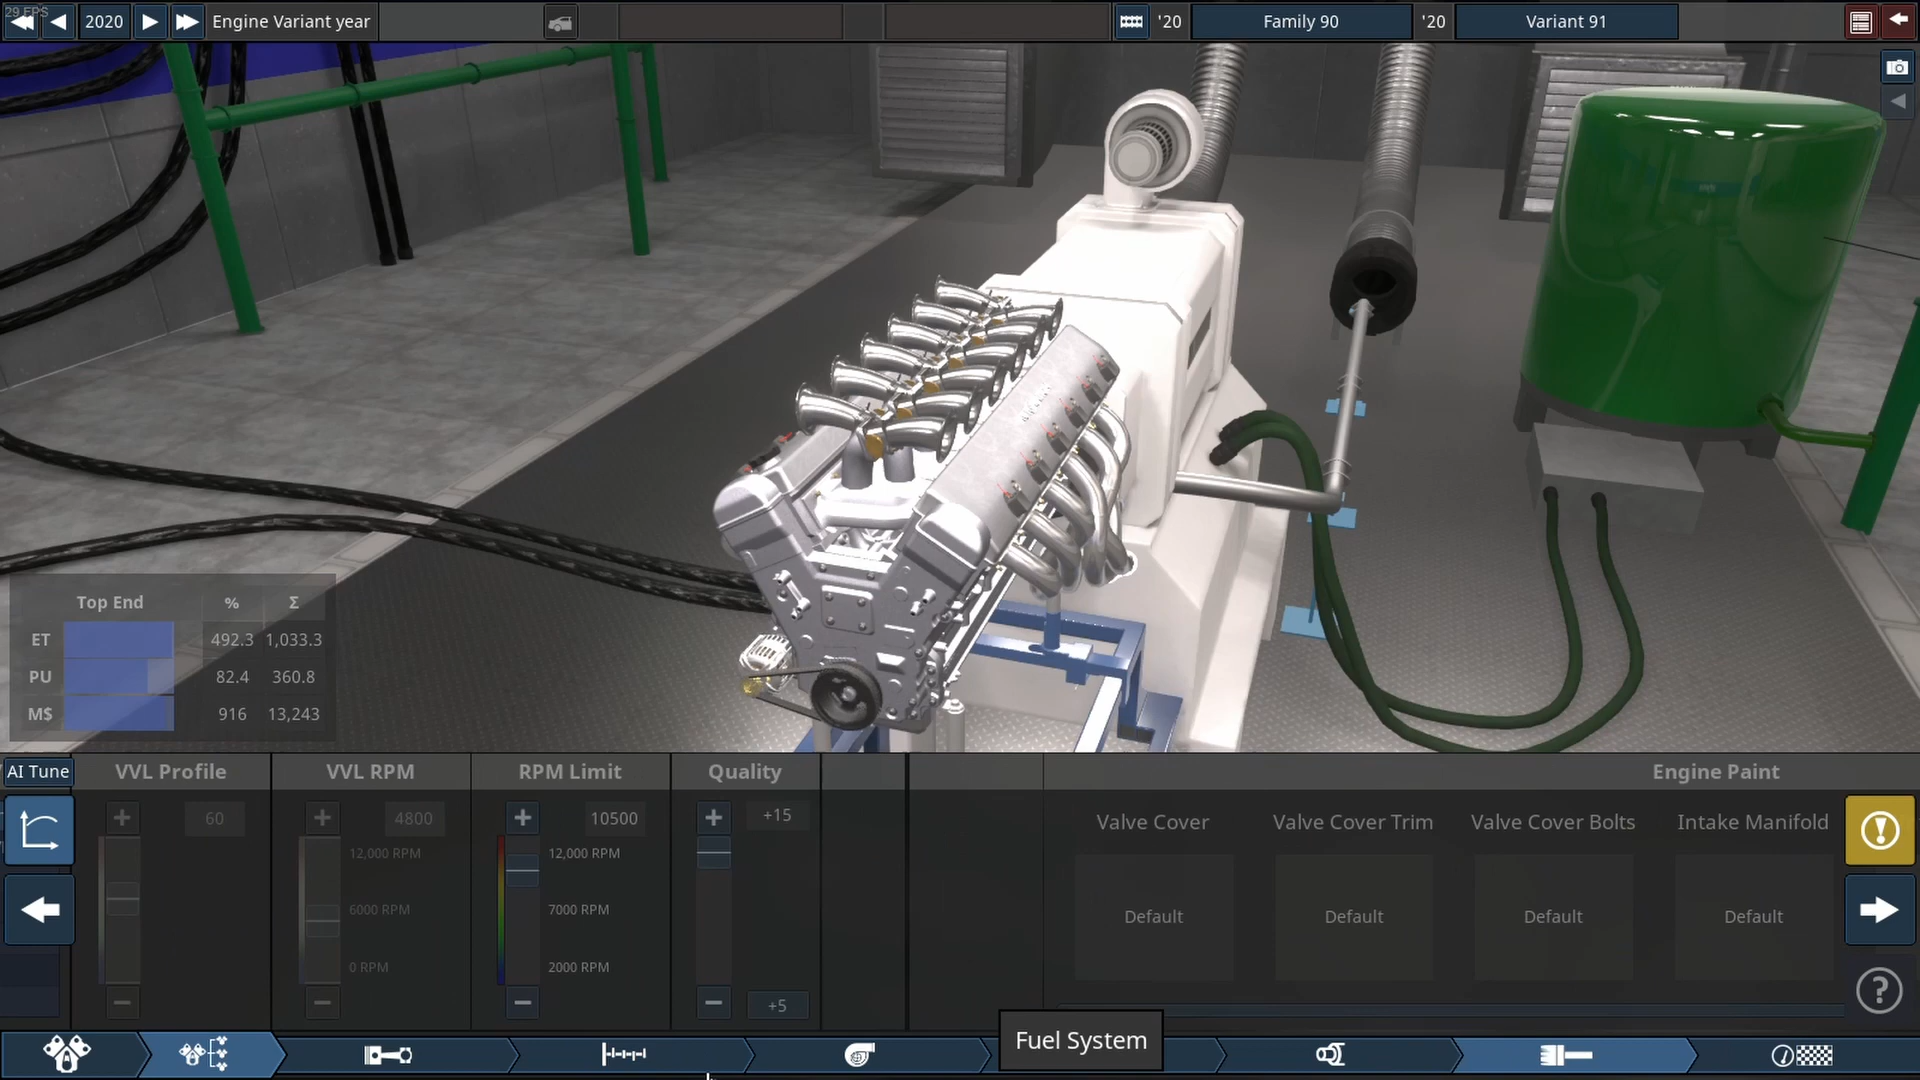 29 FPS
2020
Engine Variant year
'20
Family 90
'20
Variant 91
Top End % Σ
ET 492.3 1,033.3
PU 82.4 360.8
M$ 916 13,243
AI Tune
VVL Profile
60
VVL RPM
4800
12,000 RPM
6000 RPM
0 RPM
RPM Limit
10500
12,000 RPM
7000 RPM
2000 RPM
Quality
+15
+5
Engine Paint
Valve Cover
Default
Valve Cover Trim
Default
Valve Cover Bolts
Default
Intake Manifold
Default
Fuel System